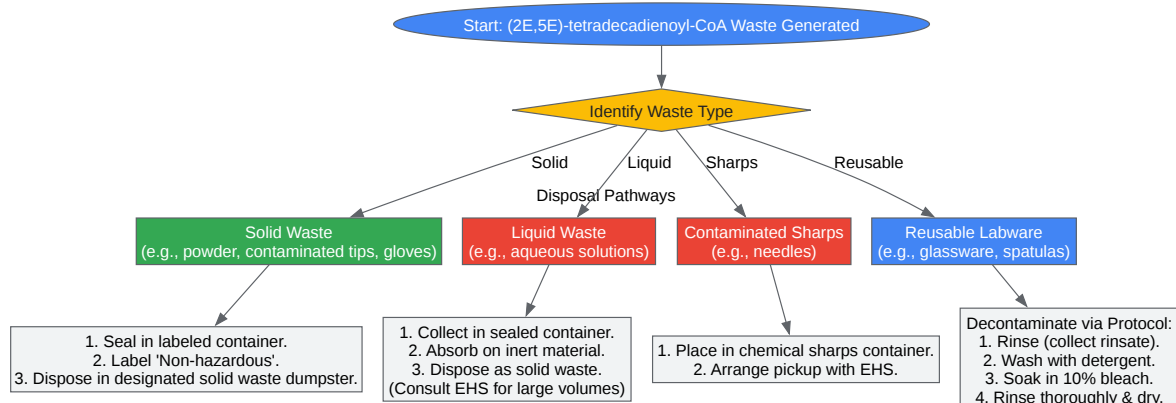 Start: (2E,5E)-tetradecadienoyl-CoA Waste Generated
Identify Waste Type
Solid
Liquid
Sharps
Reusable
Disposal Pathways
Solid Waste
(e.g., powder, contaminated tips, gloves)
Liquid Waste
(e.g., aqueous solutions)
Contaminated Sharps
(e.g., needles)
Reusable Labware
(e.g., glassware, spatulas)
1. Seal in labeled container.
2. Label 'Non-hazardous'.
3. Dispose in designated solid waste dumpster.
1. Collect in sealed container.
2. Absorb on inert material.
3. Dispose as solid waste.
(Consult EHS for large volumes)
1. Place in chemical sharps container.
2. Arrange pickup with EHS.
Decontaminate via Protocol:
1. Rinse (collect rinsate).
2. Wash with detergent.
3. Soak in 10% bleach.
4. Rinse thoroughly & dry.